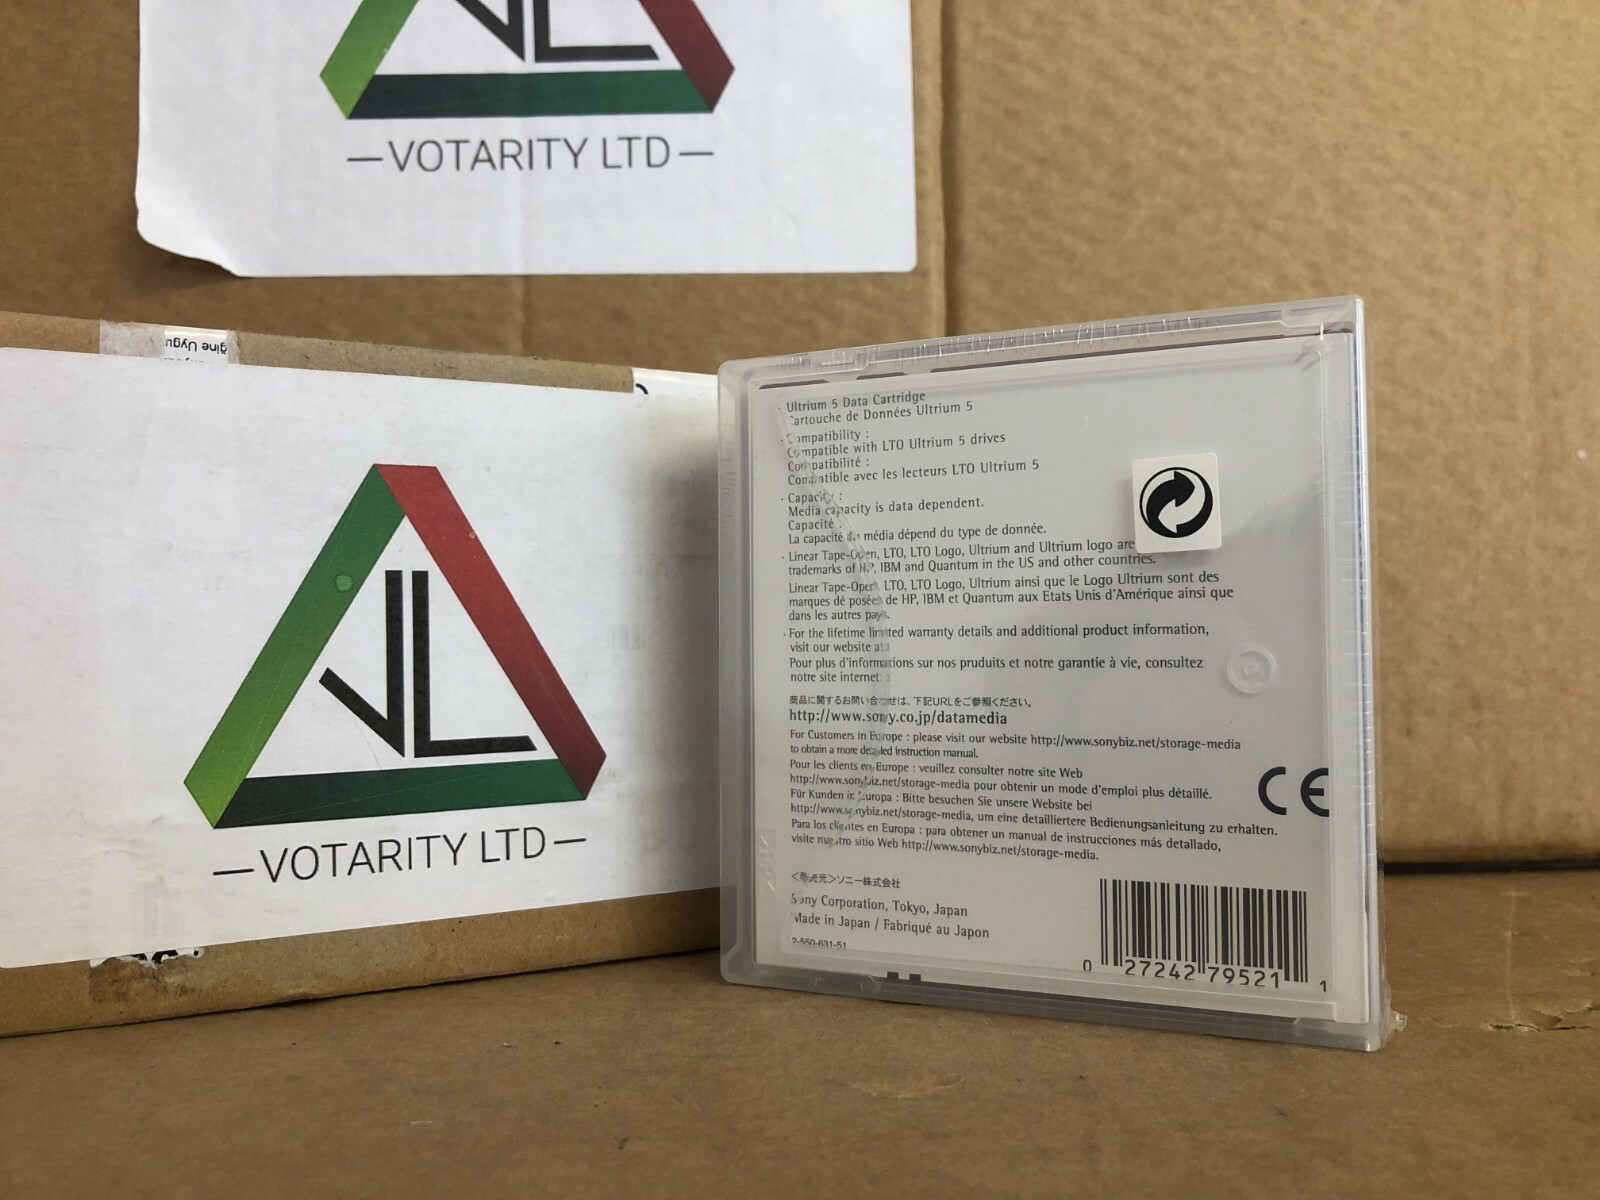 VL
—VOTARITY LTD—
ğine Uygu
VL
—VOTARITY LTD—
· Ultrium 5 Data Cartridge
Cartouche de Données Ultrium 5
· Compatibility :
Compatible with LTO Ultrium 5 drives
Compatibilité :
Compatible avec les lecteurs LTO Ultrium 5
· Capacity :
Media capacity is data dependent.
Capacité :
La capacité du média dépend du type de donnée.
· Linear Tape-Open, LTO, LTO Logo, Ultrium and Ultrium logo are
trademarks of HP, IBM and Quantum in the US and other countries.
Linear Tape-Open, LTO, LTO Logo, Ultrium ainsi que le Logo Ultrium sont des
marques dé posées de HP, IBM et Quantum aux Etats Unis d'Amérique ainsi que
dans les autres pays.
· For the lifetime limited warranty details and additional product information,
visit our website at:
Pour plus d'informations sur nos pruduits et notre garantie à vie, consultez
notre site internet:
商品に関するお問い合わせは、下記URLをご参照ください。
http://www.sony.co.jp/datamedia
For Customers in Europe : please visit our website http://www.sonybiz.net/storage-media
to obtain a more detailed instruction manual.
Pour les clients en Europe : veuillez consulter notre site Web
http://www.sonybiz.net/storage-media pour obtenir un mode d'emploi plus détaillé.
Für Kunden in Europa : Bitte besuchen Sie unsere Website bei
http://www.sonybiz.net/storage-media, um eine detailliertere Bedienungsanleitung zu erhalten.
Para los clientes en Europa : para obtener un manual de instrucciones más detallado,
visite nuestro sitio Web http://www.sonybiz.net/storage-media.
CE
<発売元>ソニー株式会社
Sony Corporation, Tokyo, Japan
Made in Japan / Fabriqué au Japon
2-550-631-51
0 27242 79521 1